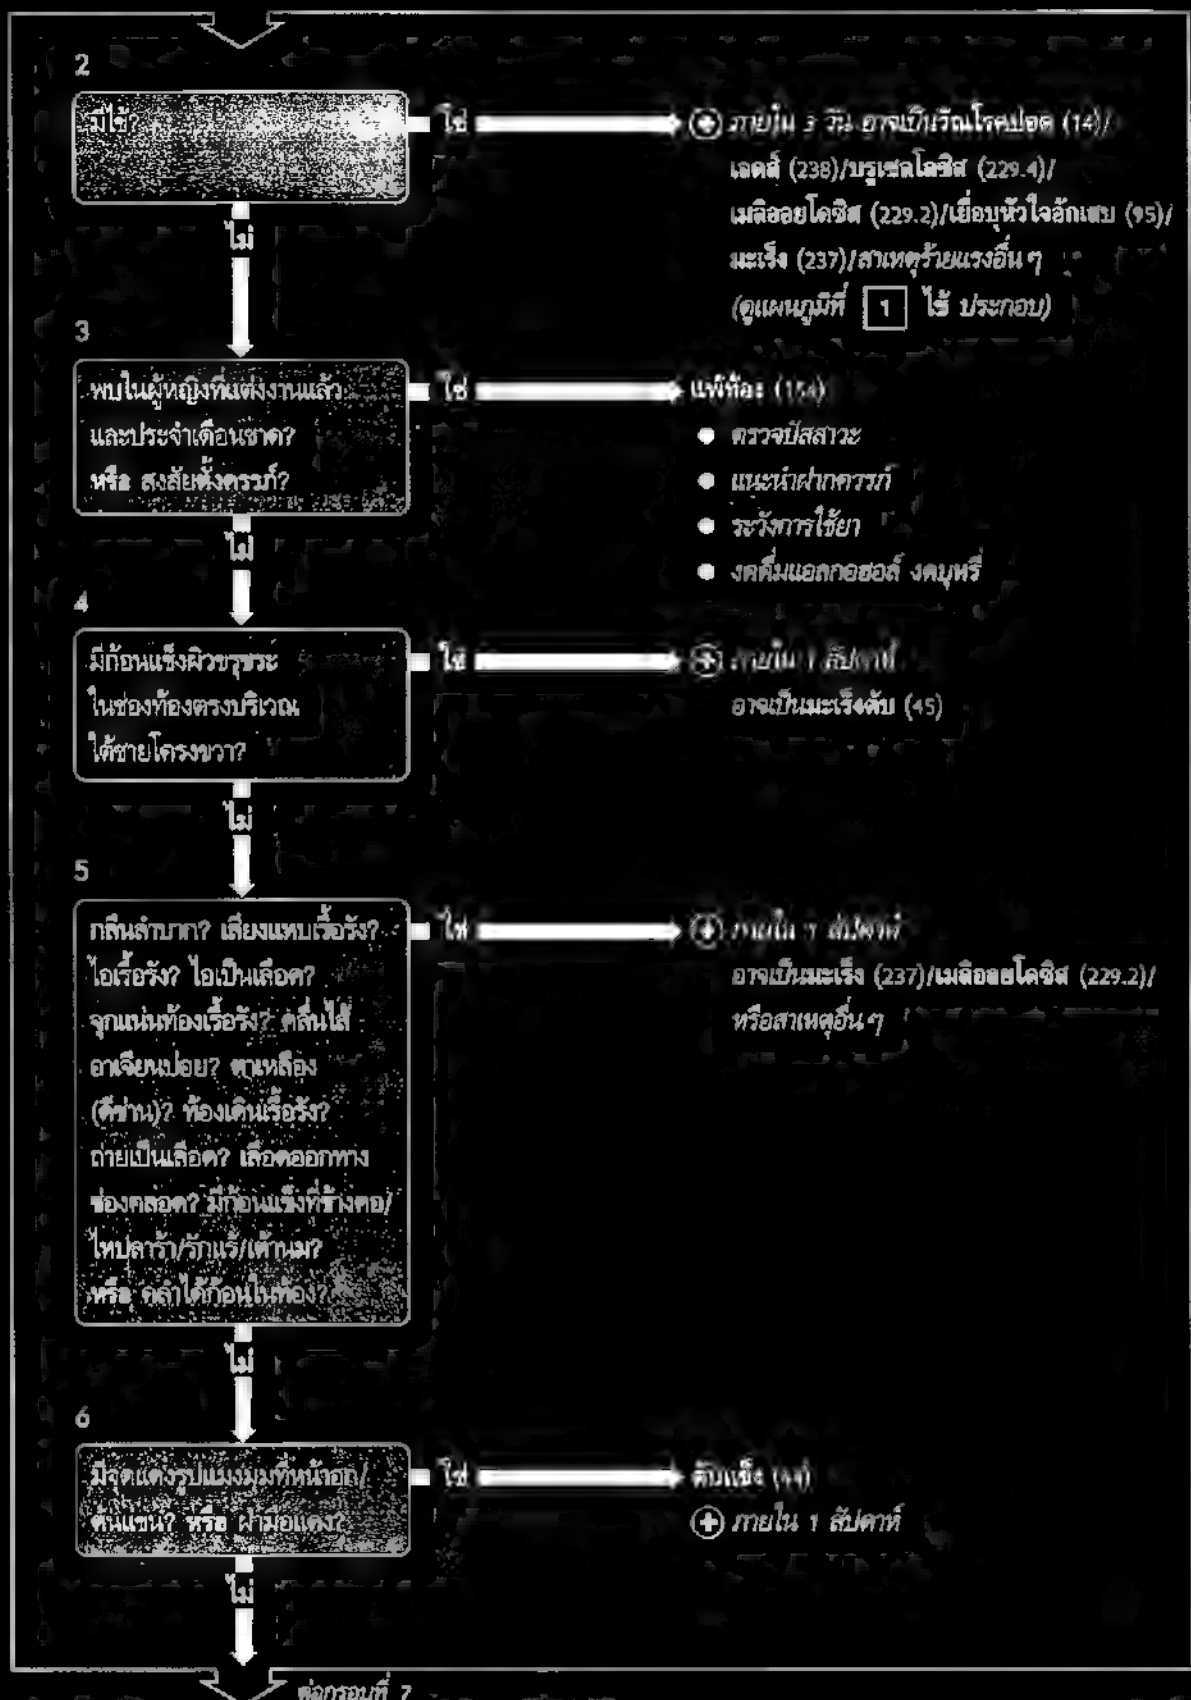 2
มีไข้?
ใช่
ภายใน 3 วัน อาจเป็นวัณโรคปอด (14)/
เอดส์ (238)/บรูเซลโลซิส (229.4)/
เมลิออยโดซิส (229.2)/เยื่อบุหัวใจอักเสบ (95)/
มะเร็ง (237)/สาเหตุร้ายแรงอื่น ๆ
(ดูแผนภูมิที่ 1 ไข้ ประกอบ)
ไม่
3
พบในผู้หญิงที่แต่งงานแล้ว
และประจำเดือนขาด?
หรือ สงสัยตั้งครรภ์?
ใช่
แพ้ท้อง
● ตรวจปัสสาวะ
● แนะนำฝากครรภ์
● ระวังการใช้ยา
● งดดื่มแอลกอฮอล์ งดบุหรี่
ไม่
4
มีก้อนแข็งผิวขรุขระ
ในช่องท้องตรงบริเวณ
ใต้ชายโครงขวา?
ใช่
ภายใน 1 สัปดาห์
อาจเป็นมะเร็งตับ (45)
ไม่
5
กลืนลำบาก? เสียงแหบเรื้อรัง?
ไอเรื้อรัง? ไอเป็นเลือด?
จุกแน่นท้องเรื้อรัง? คลื่นไส้
อาเจียนบ่อย? ตาเหลือง
(ดีซ่าน)? ท้องเดินเรื้อรัง?
ถ่ายเป็นเลือด? เลือดออกทาง
ช่องคลอด? มีก้อนแข็งที่ข้างคอ/
ไหปลาร้า/รักแร้/เต้านม?
หรือ คลำได้ก้อนในท้อง?
ใช่
ภายใน 1 สัปดาห์
อาจเป็นมะเร็ง (237)/เมลิออยโดซิส (229.2)/
หรือสาเหตุอื่น ๆ
ไม่
6
มีจุดแดงรูปแมงมุมที่หน้าอก/
ต้นแขน? หรือ ฝ่ามือแดง?
ใช่
ตับแข็ง
ภายใน 1 สัปดาห์
ไม่
ต่อกรอบที่ 7